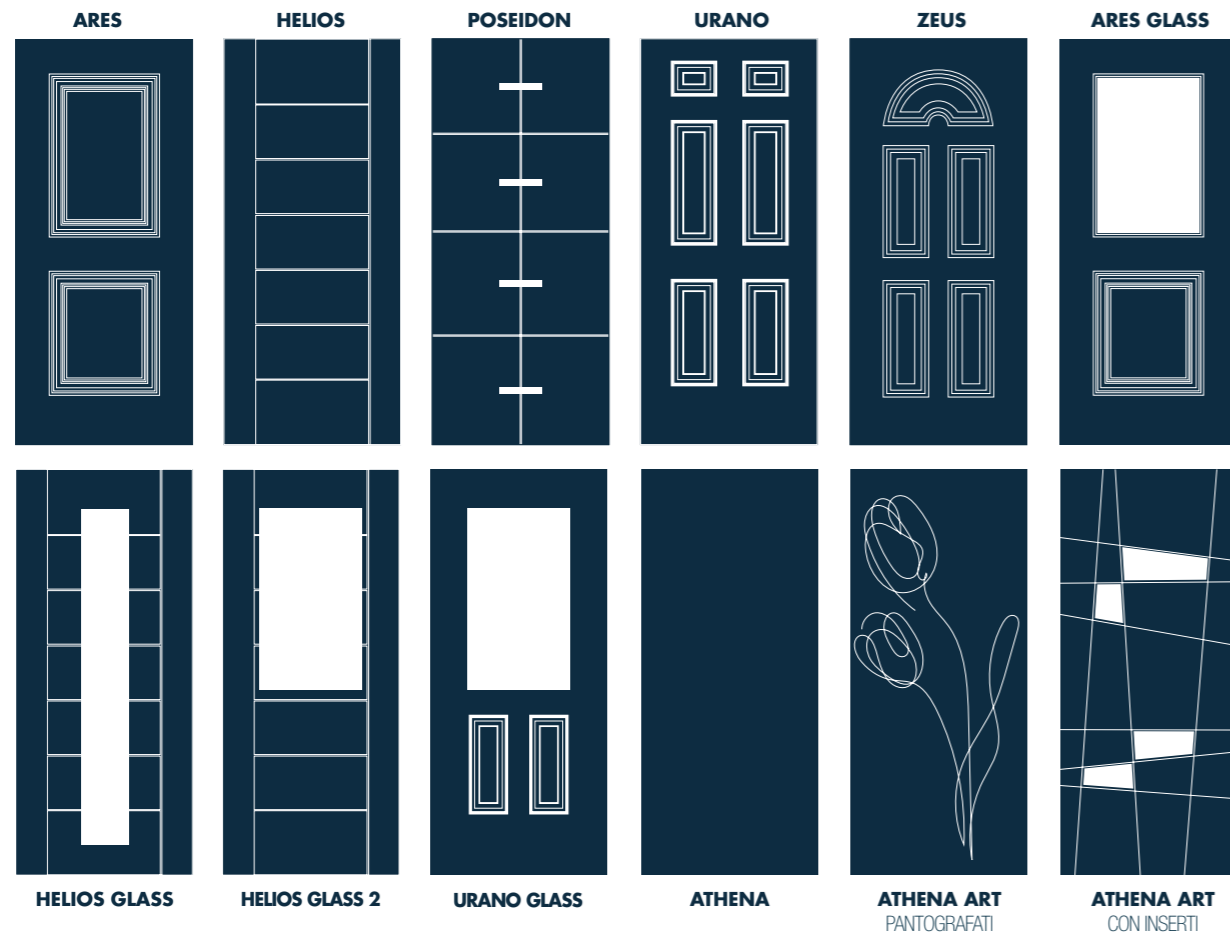 ARES
HELIOS
POSEIDON
URANO
ZEUS
ARES GLASS
HELIOS GLASS
HELIOS GLASS 2
URANO GLASS
ATHENA
ATHENA ART
PANTOGRAFATI
ATHENA ART
CON INSERTI